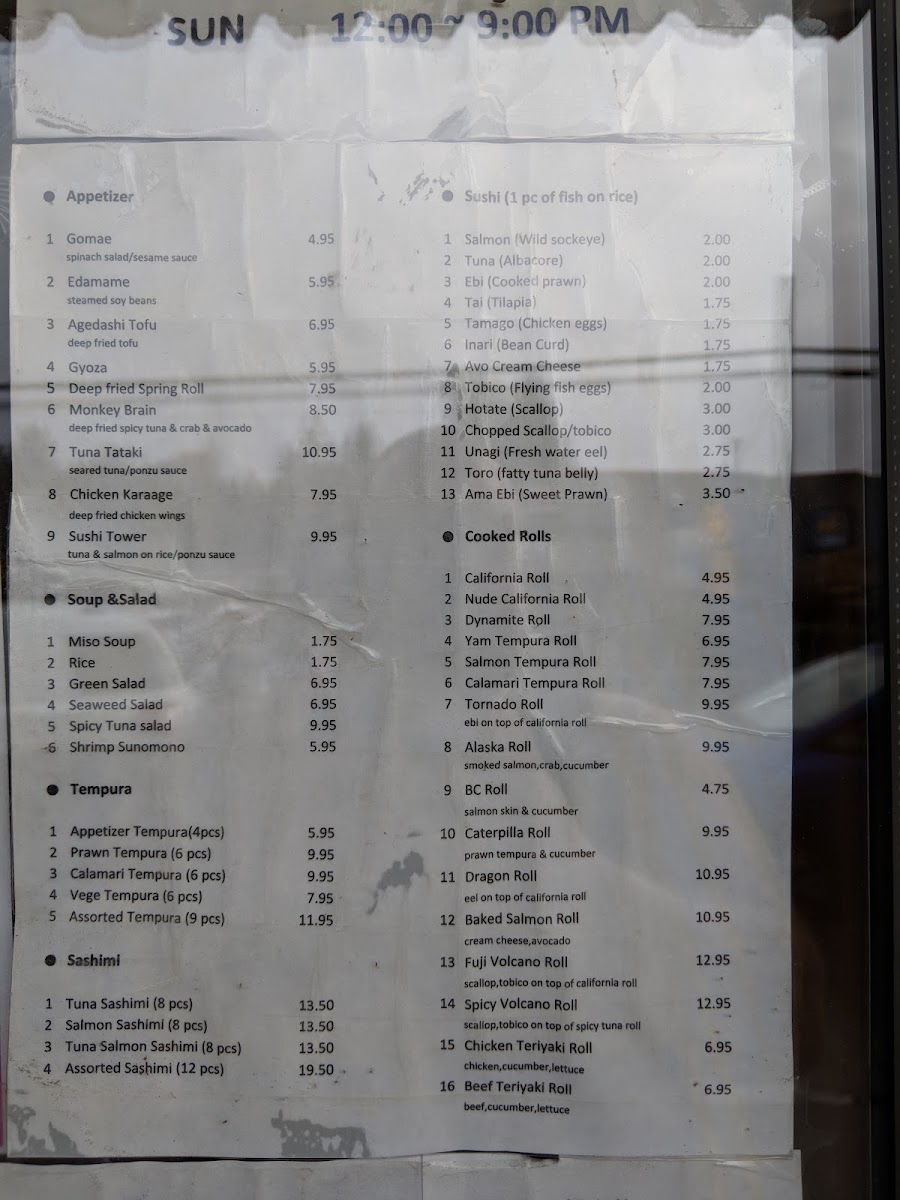 SUN 12:00 ~ 9:00 PM
● Appetizer
1 Gomae 4.95
spinach salad/sesame sauce
2 Edamame 5.95
steamed soy beans
3 Agedashi Tofu 6.95
deep fried tofu
4 Gyoza 5.95
5 Deep fried Spring Roll 7.95
6 Monkey Brain 8.50
deep fried spicy tuna & crab & avocado
7 Tuna Tataki 10.95
seared tuna/ponzu sauce
8 Chicken Karaage 7.95
deep fried chicken wings
9 Sushi Tower 9.95
tuna & salmon on rice/ponzu sauce
● Soup &Salad
1 Miso Soup 1.75
2 Rice 1.75
3 Green Salad 6.95
4 Seaweed Salad 6.95
5 Spicy Tuna salad 9.95
6 Shrimp Sunomono 5.95
● Tempura
1 Appetizer Tempura(4pcs) 5.95
2 Prawn Tempura (6 pcs) 9.95
3 Calamari Tempura (6 pcs) 9.95
4 Vege Tempura (6 pcs) 7.95
5 Assorted Tempura (9 pcs) 11.95
● Sashimi
1 Tuna Sashimi (8 pcs) 13.50
2 Salmon Sashimi (8 pcs) 13.50
3 Tuna Salmon Sashimi (8 pcs) 13.50
4 Assorted Sashimi (12 pcs) 19.50
● Sushi (1 pc of fish on rice)
1 Salmon (Wild sockeye) 2.00
2 Tuna (Albacore) 2.00
3 Ebi (Cooked prawn) 2.00
4 Tai (Tilapia) 1.75
5 Tamago (Chicken eggs) 1.75
6 Inari (Bean Curd) 1.75
7 Avo Cream Cheese 1.75
8 Tobico (Flying fish eggs) 2.00
9 Hotate (Scallop) 3.00
10 Chopped Scallop/tobico 3.00
11 Unagi (Fresh water eel) 2.75
12 Toro (fatty tuna belly) 2.75
13 Ama Ebi (Sweet Prawn) 3.50
● Cooked Rolls
1 California Roll 4.95
2 Nude California Roll 4.95
3 Dynamite Roll 7.95
4 Yam Tempura Roll 6.95
5 Salmon Tempura Roll 7.95
6 Calamari Tempura Roll 7.95
7 Tornado Roll 9.95
ebi on top of california roll
8 Alaska Roll 9.95
smoked salmon,crab,cucumber
9 BC Roll 4.75
salmon skin & cucumber
10 Caterpilla Roll 9.95
prawn tempura & cucumber
11 Dragon Roll 10.95
eel on top of california roll
12 Baked Salmon Roll 10.95
cream cheese,avocado
13 Fuji Volcano Roll 12.95
scallop,tobico on top of california roll
14 Spicy Volcano Roll 12.95
scallop,tobico on top of spicy tuna roll
15 Chicken Teriyaki Roll 6.95
chicken,cucumber,lettuce
16 Beef Teriyaki Roll 6.95
beef,cucumber,lettuce